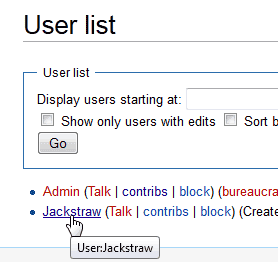 User list
User list
Display users starting at:
Show only users with edits Sort b
Go
Admin (Talk | contribs | block) (bureaucra
Jackstraw (Talk | contribs | block) (Create
User:Jackstraw